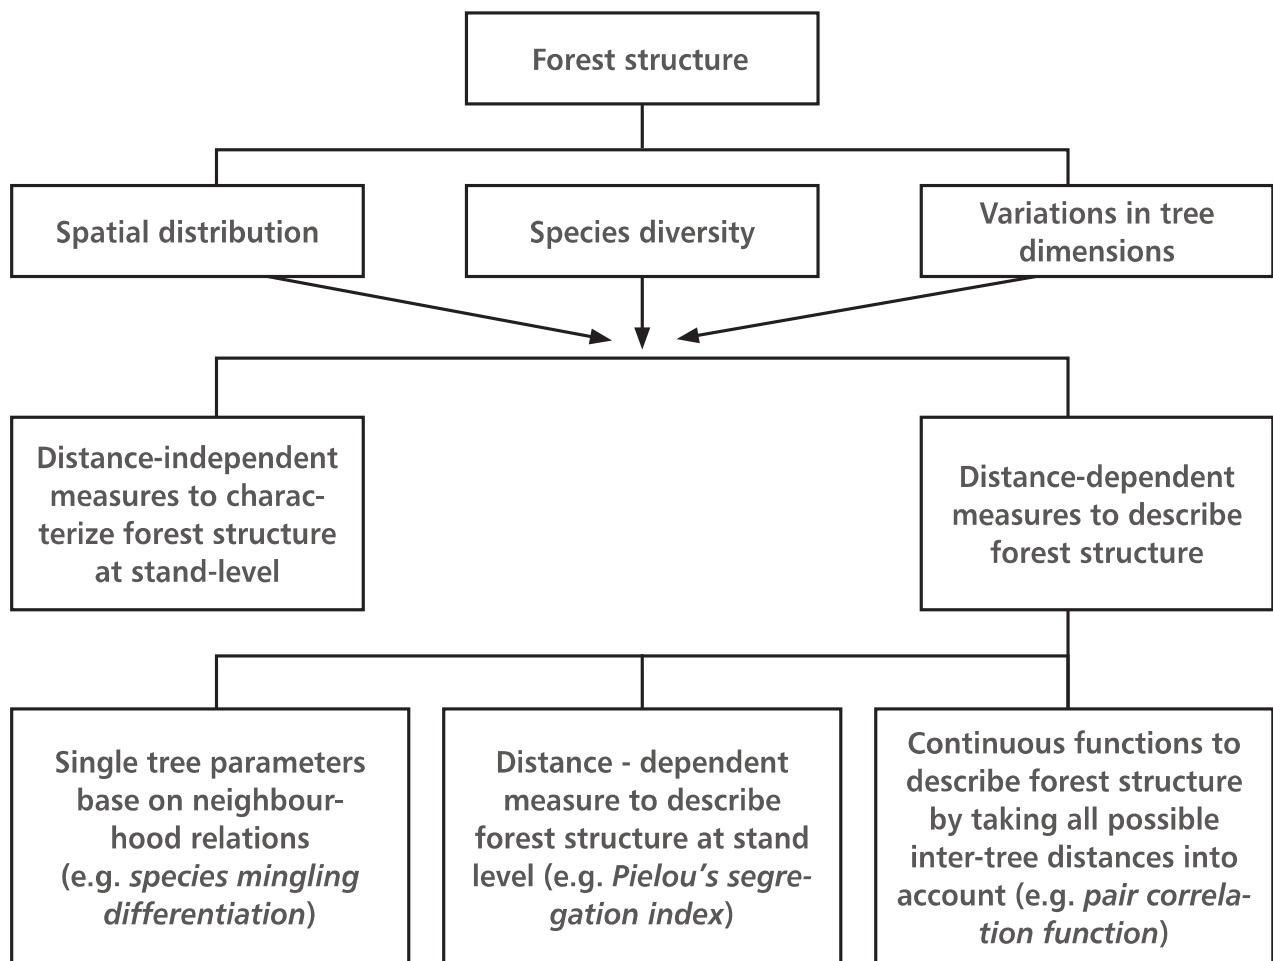 Forest structure
Spatial distribution
Species diversity
Variations in tree
dimensions
Distance-independent
measures to charac-
terize forest structure
at stand-level
Distance-dependent
measures to describe
forest structure
Single tree parameters
base on neighbour-
hood relations
(e.g. species mingling
differentiation)
Distance - dependent
measure to describe
forest structure at stand
level (e.g. Pielou’s segre-
gation index)
Continuous functions to
describe forest structure
by taking all possible
inter-tree distances into
account (e.g. pair correla-
tion function)